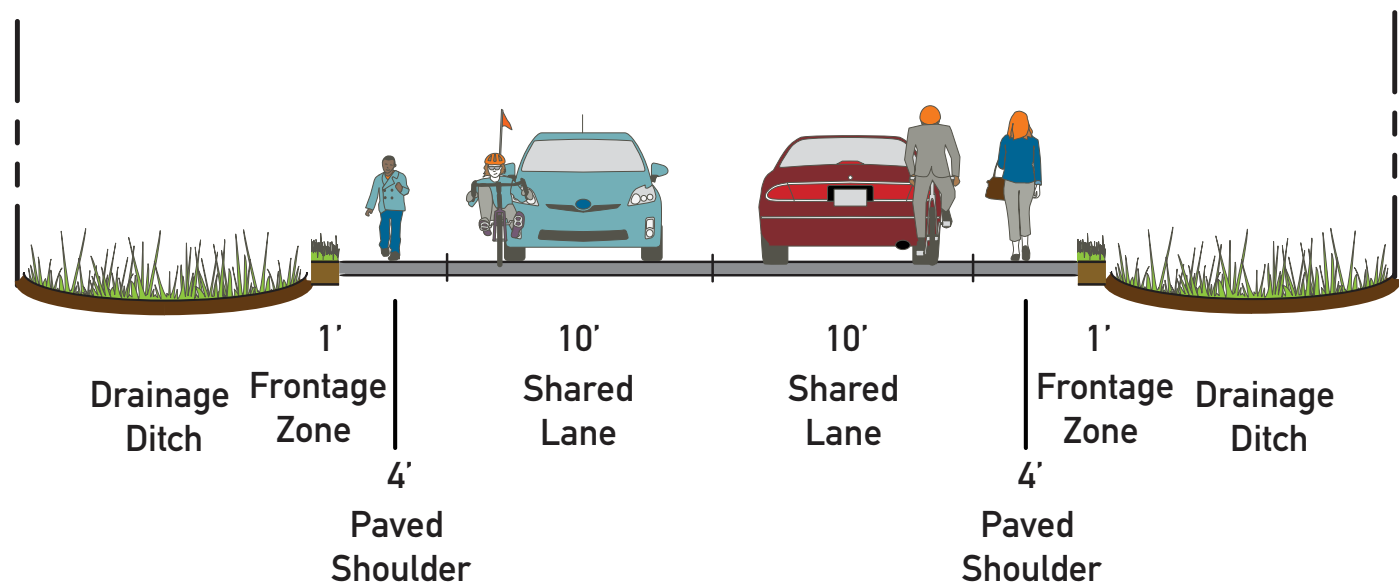 1’
Frontage
Zone
Drainage
Ditch
4’
Paved
Shoulder
10’
Shared
Lane
10’
Shared
Lane
4’
Paved
Shoulder
1’
Frontage
Zone
Drainage
Ditch